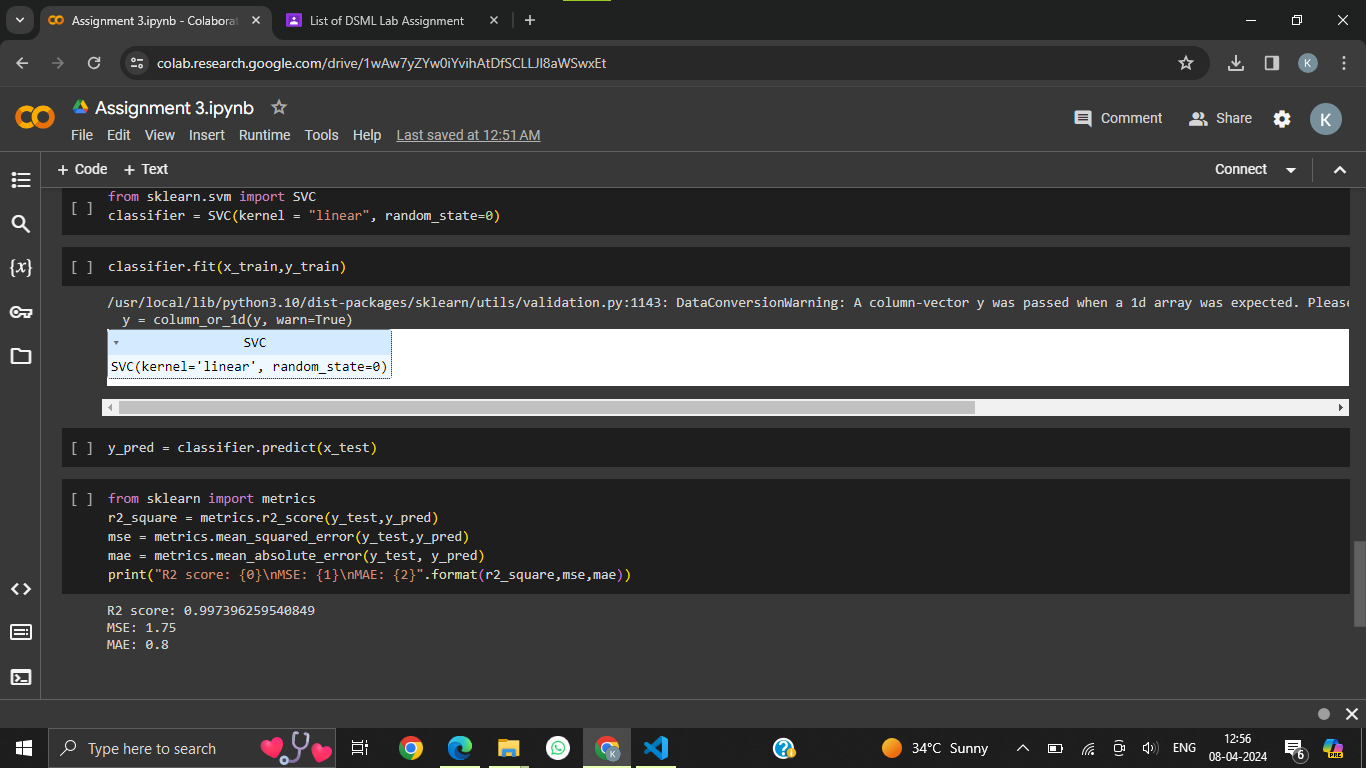 Assignment 3.ipynb - Colaborat
List of DSML Lab Assignment
colab.research.google.com/drive/1wAw7yZYw0iYvihAtDfSCLLJl8aWSwxEt
K
Assignment 3.ipynb
File Edit View Insert Runtime Tools Help Last saved at 12:51 AM
Comment Share K
+ Code + Text Connect
from sklearn.svm import SVC
[ ] classifier = SVC(kernel = "linear", random_state=0)
[ ] classifier.fit(x_train,y_train)
/usr/local/lib/python3.10/dist-packages/sklearn/utils/validation.py:1143: DataConversionWarning: A column-vector y was passed when a 1d array was expected. Please
y = column_or_1d(y, warn=True)
SVC
SVC(kernel='linear', random_state=0)
[ ] y_pred = classifier.predict(x_test)
[ ] from sklearn import metrics
r2_square = metrics.r2_score(y_test,y_pred)
mse = metrics.mean_squared_error(y_test,y_pred)
mae = metrics.mean_absolute_error(y_test, y_pred)
print("R2 score: {0}\nMSE: {1}\nMAE: {2}".format(r2_square,mse,mae))
R2 score: 0.997396259540849
MSE: 1.75
MAE: 0.8
{x}
Type here to search
K
34°C Sunny
ENG
12:56
08-04-2024
6
PRE